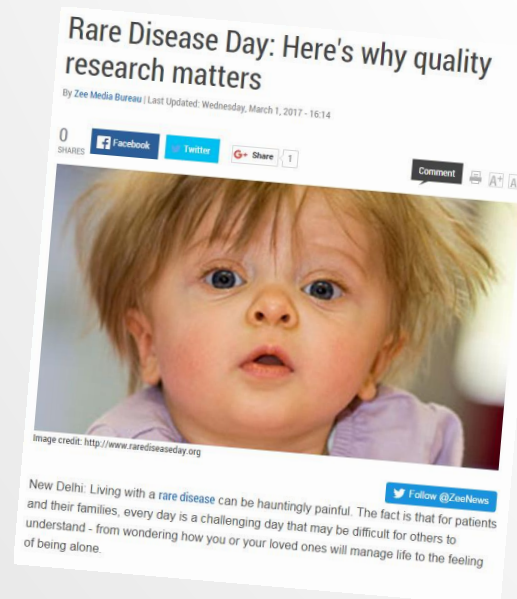 Rare Disease Day: Here's why quality
research matters
By Zee Media Bureau | Last Updated: Wednesday, March 1, 2017 - 16:14
0
SHARES
Facebook
Twitter
G+ Share
1
Comment
A+
A
Image credit: http://www.rarediseaseday.org
Follow @ZeeNews
New Delhi: Living with a rare disease can be hauntingly painful. The fact is that for patients
and their families, every day is a challenging day that may be difficult for others to
understand - from wondering how you or your loved ones will manage life to the feeling
of being alone.